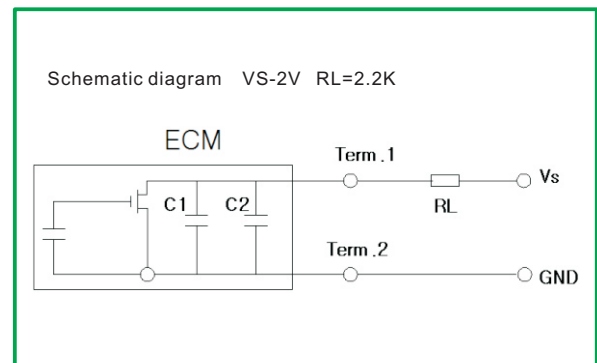 Schematic diagram VS-2V RL=2.2K
ECM
Term.1
Vs
C1 C2
RL
Term.2
GND